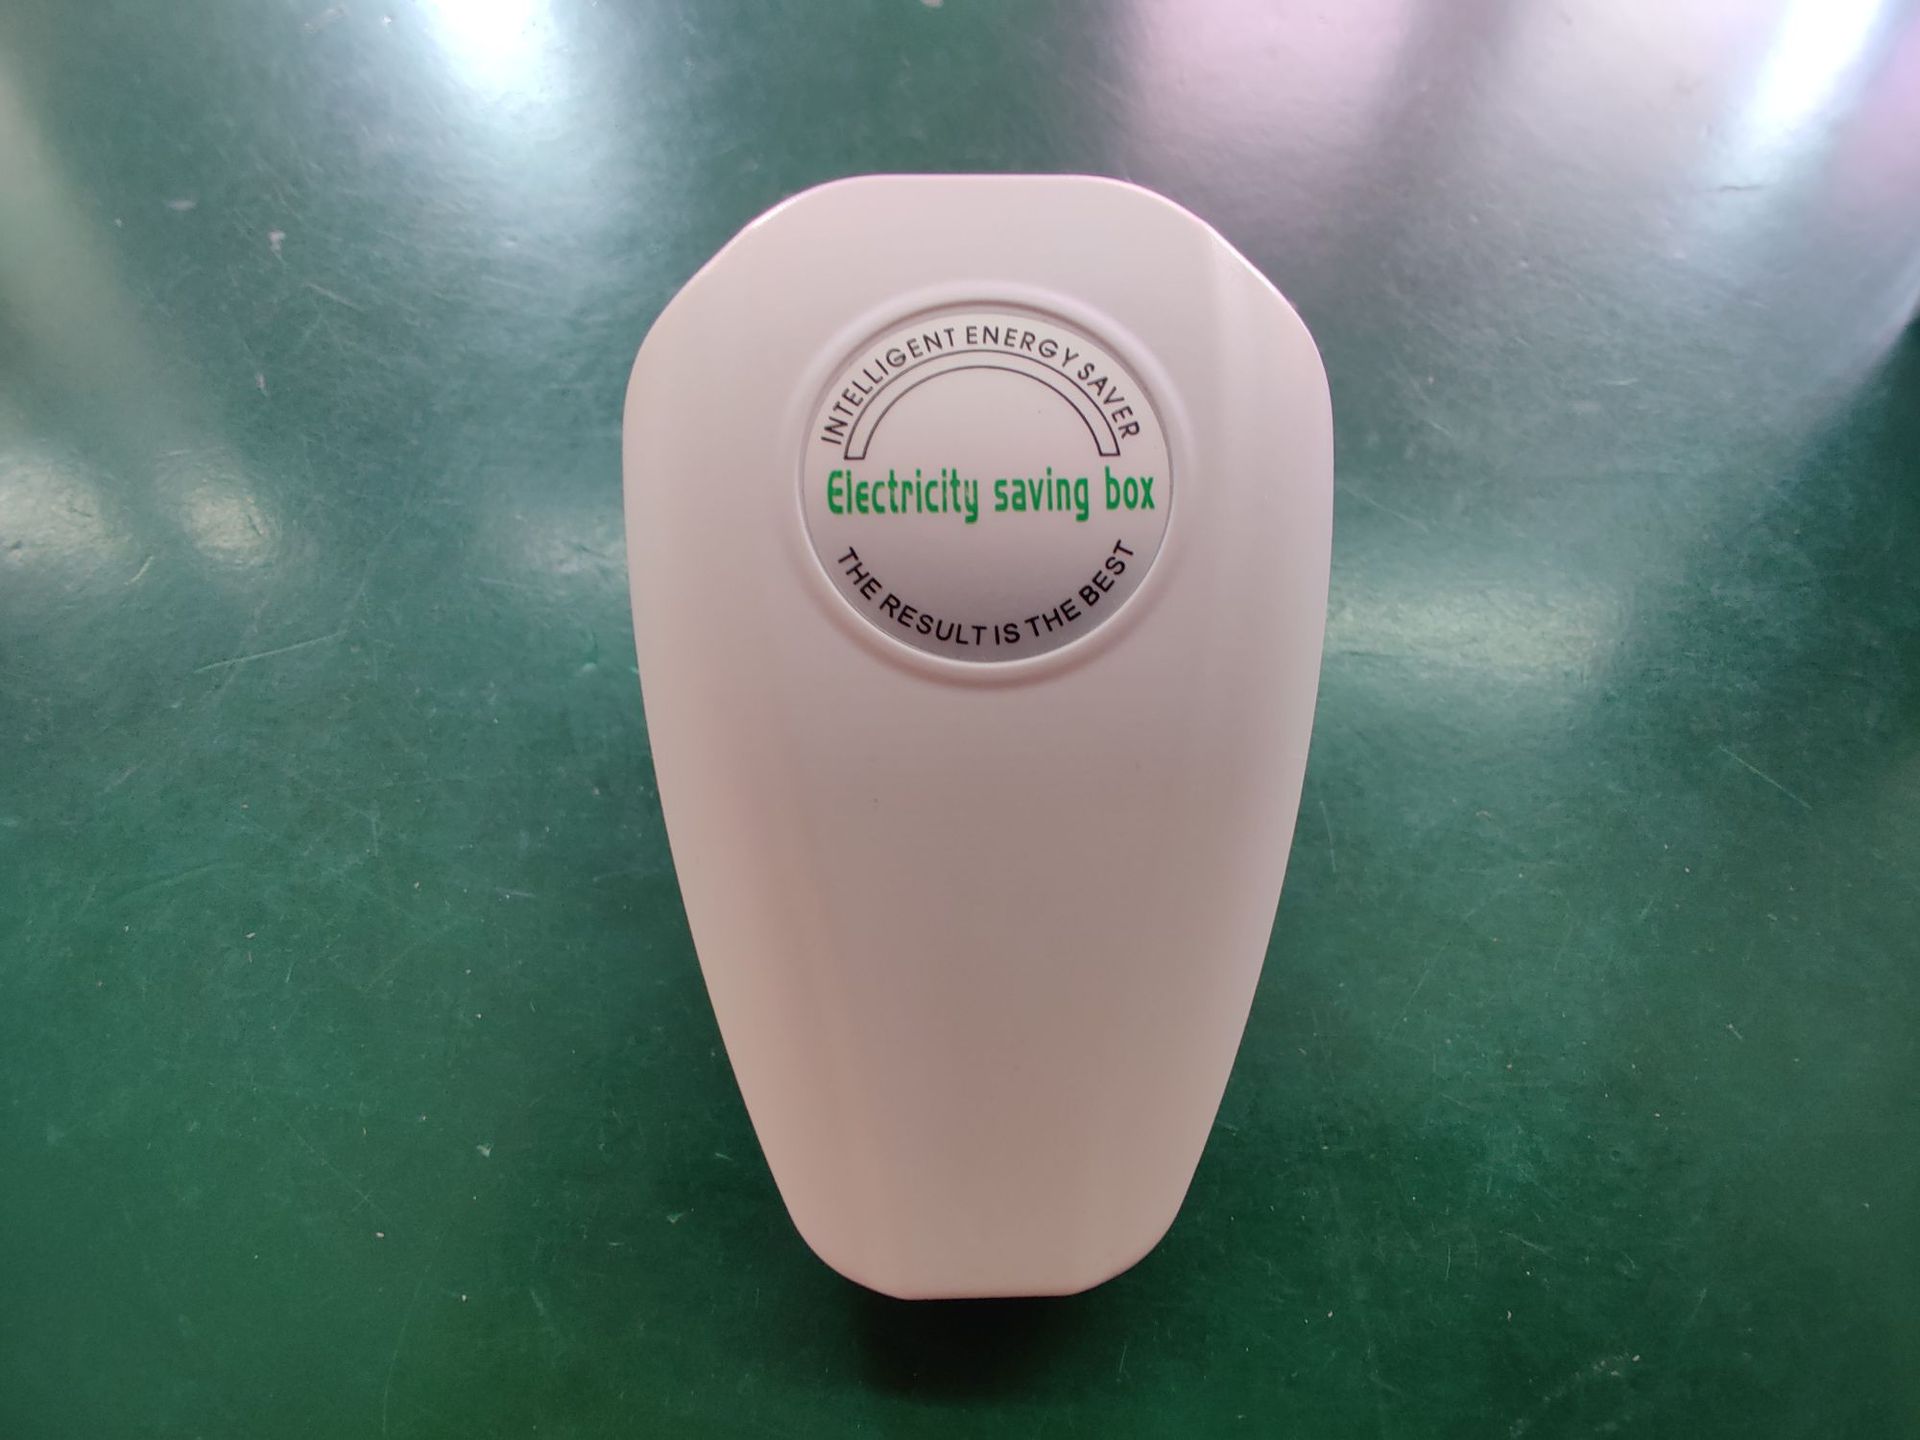 INTELLIGENT ENERGY SAVER
Electricity saving box
THE RESULT IS THE BEST